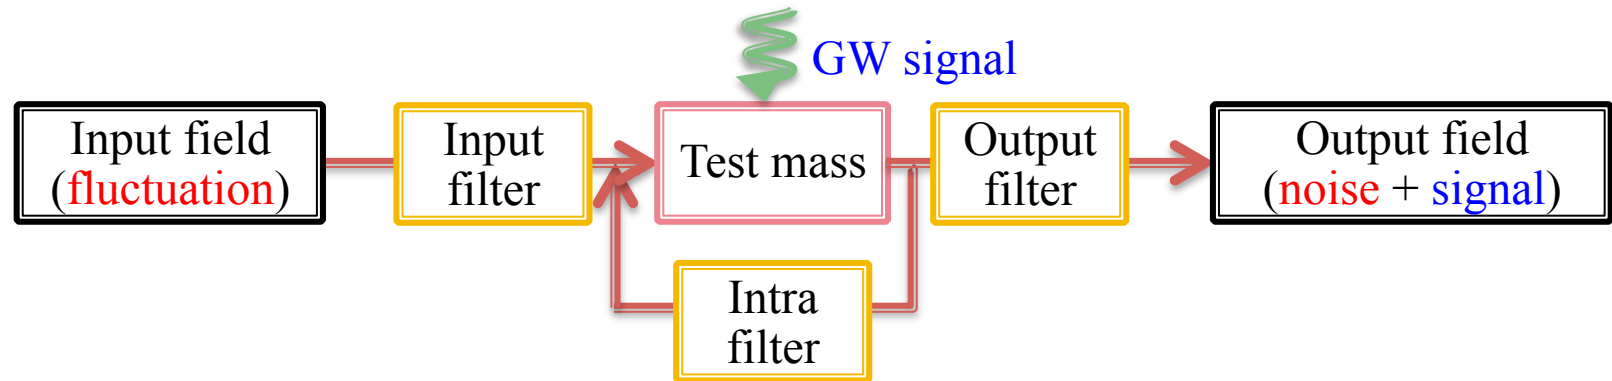 GW signal
Input field
(fluctuation)
Input
filter
Test mass
Output
filter
Output field
(noise + signal)
Intra
filter